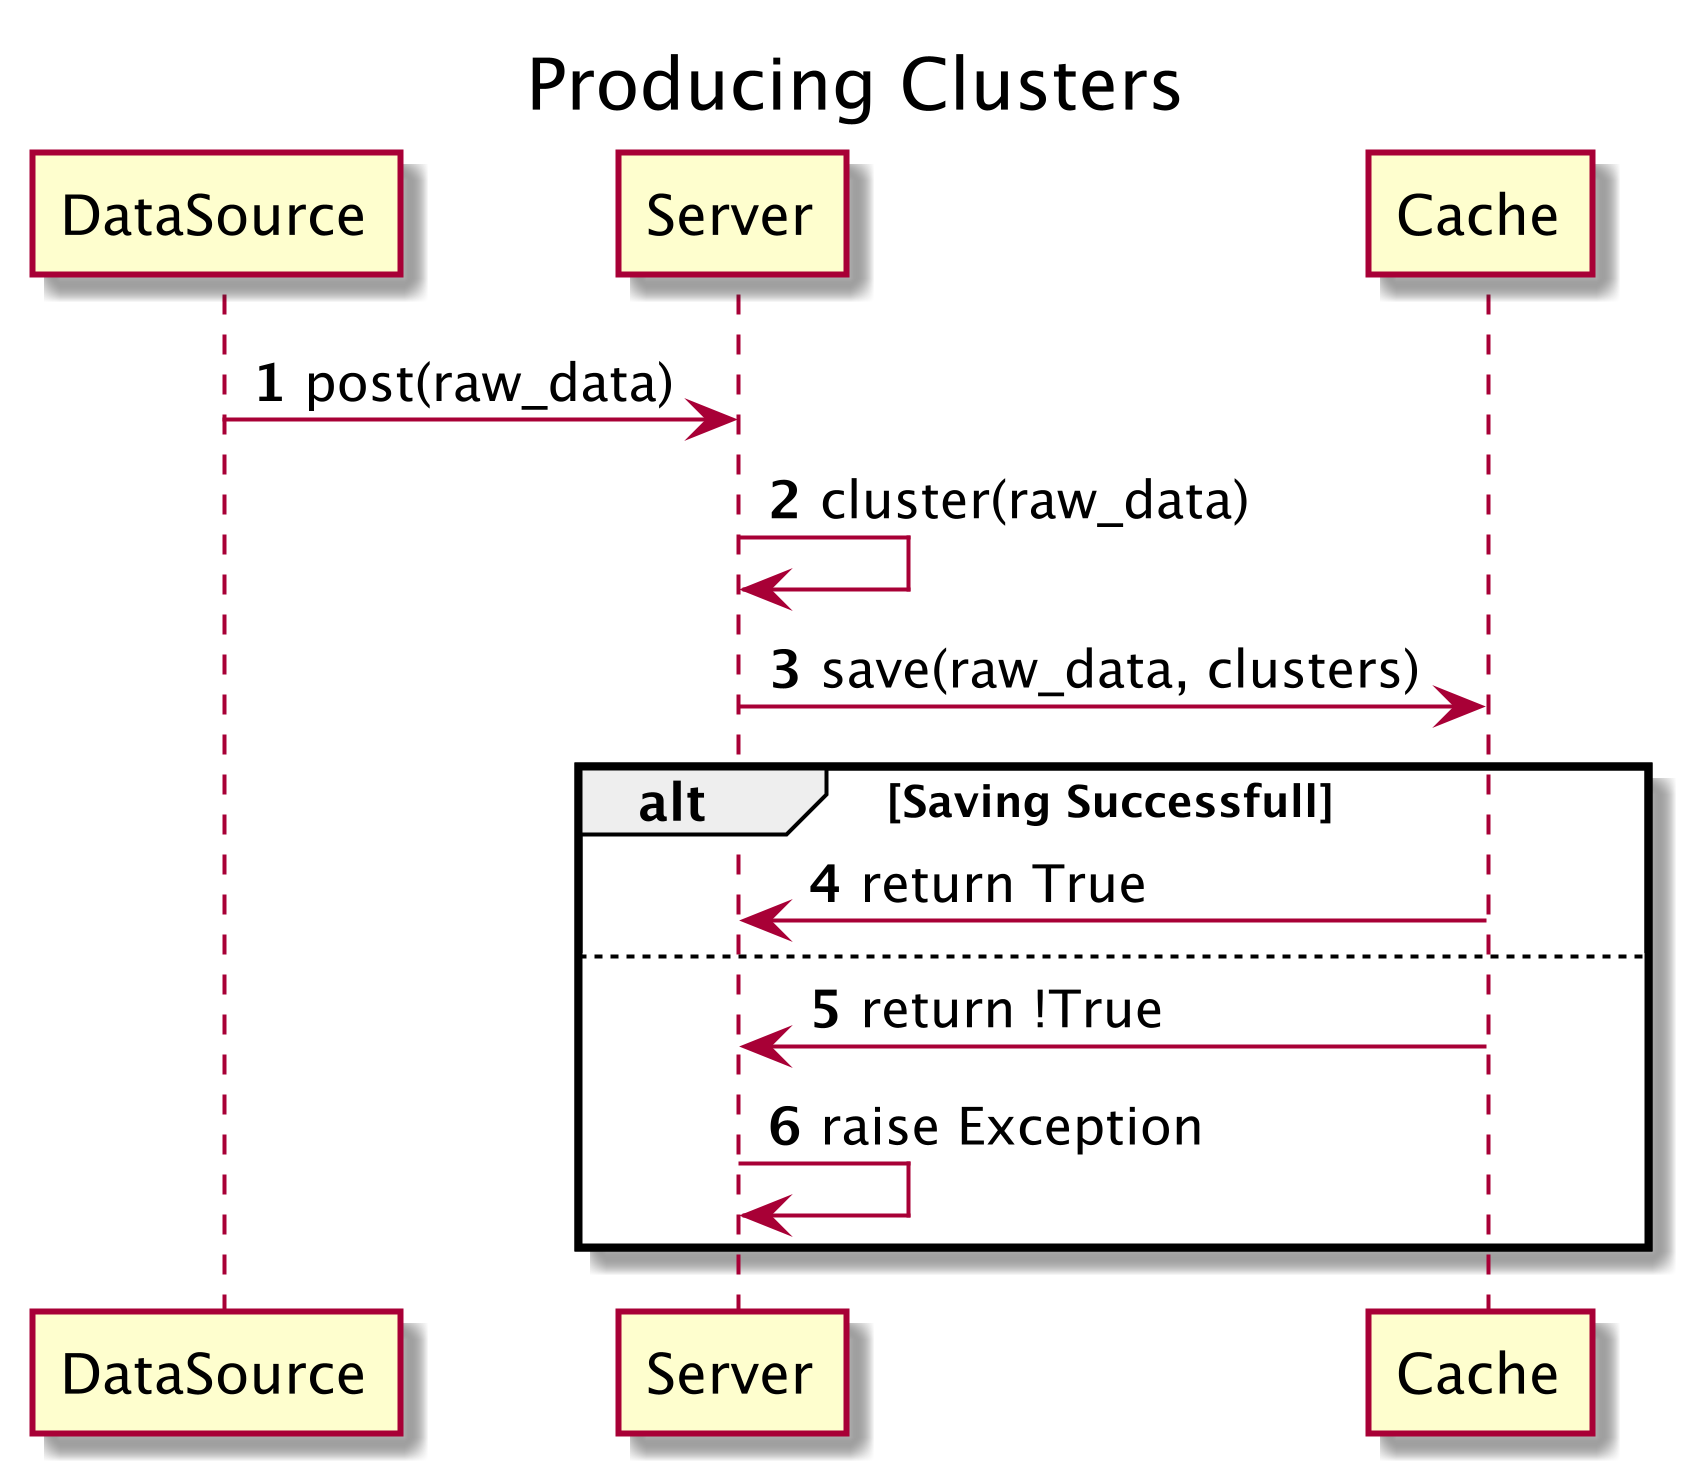 Producing Clusters
DataSource Server Cache
1 post(raw_data)
2 cluster(raw_data)
3 save(raw_data, clusters)
alt [Saving Successfull]
4 return True
5 return !True
6 raise Exception
DataSource Server Cache